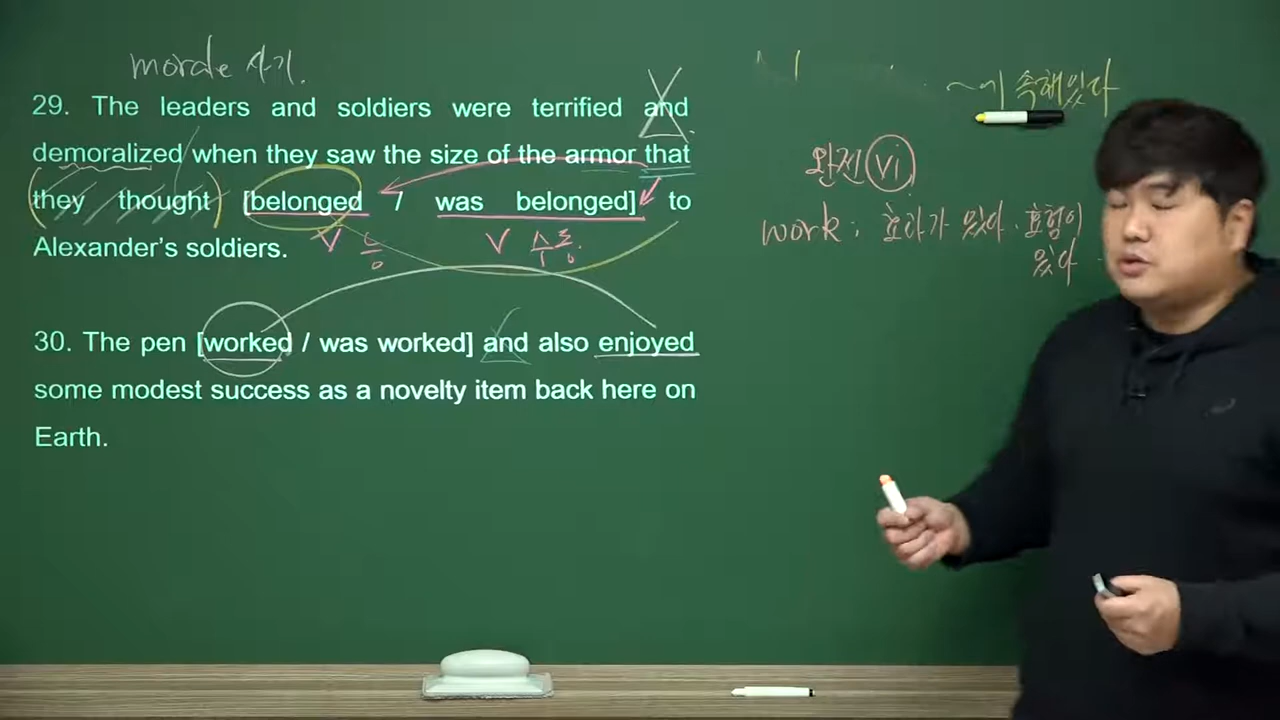 morale 사기.
29. The leaders and soldiers were terrified and
demoralized when they saw the size of the armor that
(they thought) [belonged / was belonged] to
V 능 V 수동.
Alexander's soldiers.
30. The pen [worked / was worked] and also enjoyed
some modest success as a novelty item back here on
Earth.
~에 속해있다
완전 Vi
work : 효과가 있다. 효험이
있다